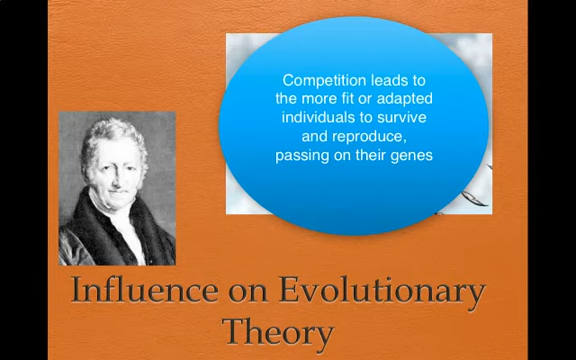 Competition leads to
the more fit or adapted
individuals to survive
and reproduce,
passing on their genes
Influence on Evolutionary
Theory